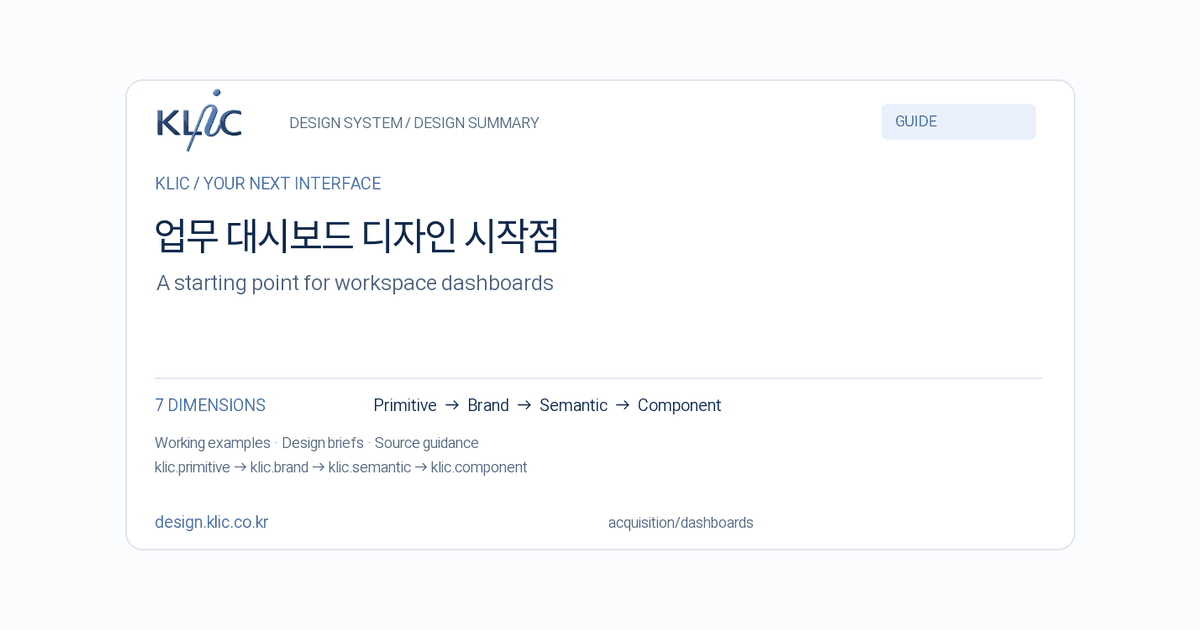 KLiC
DESIGN SYSTEM / DESIGN SUMMARY
GUIDE
KLIC / YOUR NEXT INTERFACE
업무 대시보드 디자인 시작점
A starting point for workspace dashboards
7 DIMENSIONS
Primitive → Brand → Semantic → Component
Working examples · Design briefs · Source guidance
klic.primitive → klic.brand → klic.semantic → klic.component
design.klic.co.kr
acquisition/dashboards